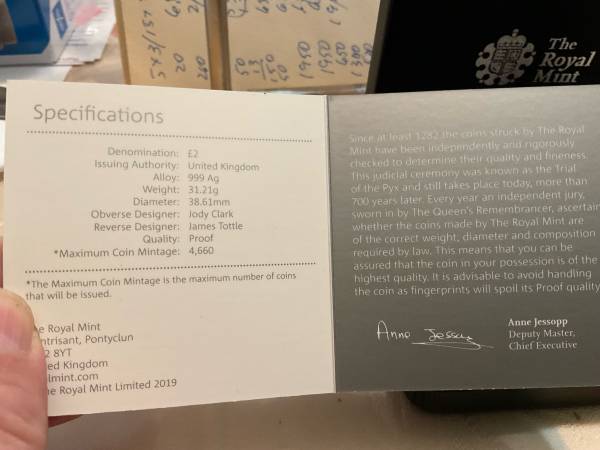 The
Royal
Mint
Specifications
Denomination: £2
Issuing Authority: United Kingdom
Alloy: 999 Ag
Weight: 31.21g
Diameter: 38.61mm
Obverse Designer: Jody Clark
Reverse Designer: James Tottle
Quality: Proof
*Maximum Coin Mintage: 4,660
*The Maximum Coin Mintage is the maximum number of coins
that will be issued.
e Royal Mint
ntrisant, Pontyclun
2 8YT
ed Kingdom
lmint.com
e Royal Mint Limited 2019
Since at least 1282 the coins struck by The Royal
Mint have been independently and rigorously
checked to determine their quality and fineness.
This judicial ceremony was known as the Trial
of the Pyx and still takes place today, more than
700 years later. Every year an independent jury,
sworn in by The Queen's Remembrancer, ascertain
whether the coins made by The Royal Mint are
of the correct weight, diameter and composition
required by law. This means that you can be
assured that the coin in your possession is of the
highest quality. It is advisable to avoid handling
the coin as fingerprints will spoil its Proof quality
Anne Jessopp
Anne Jessopp
Deputy Master,
Chief Executive
20
1950
1950
650
1300